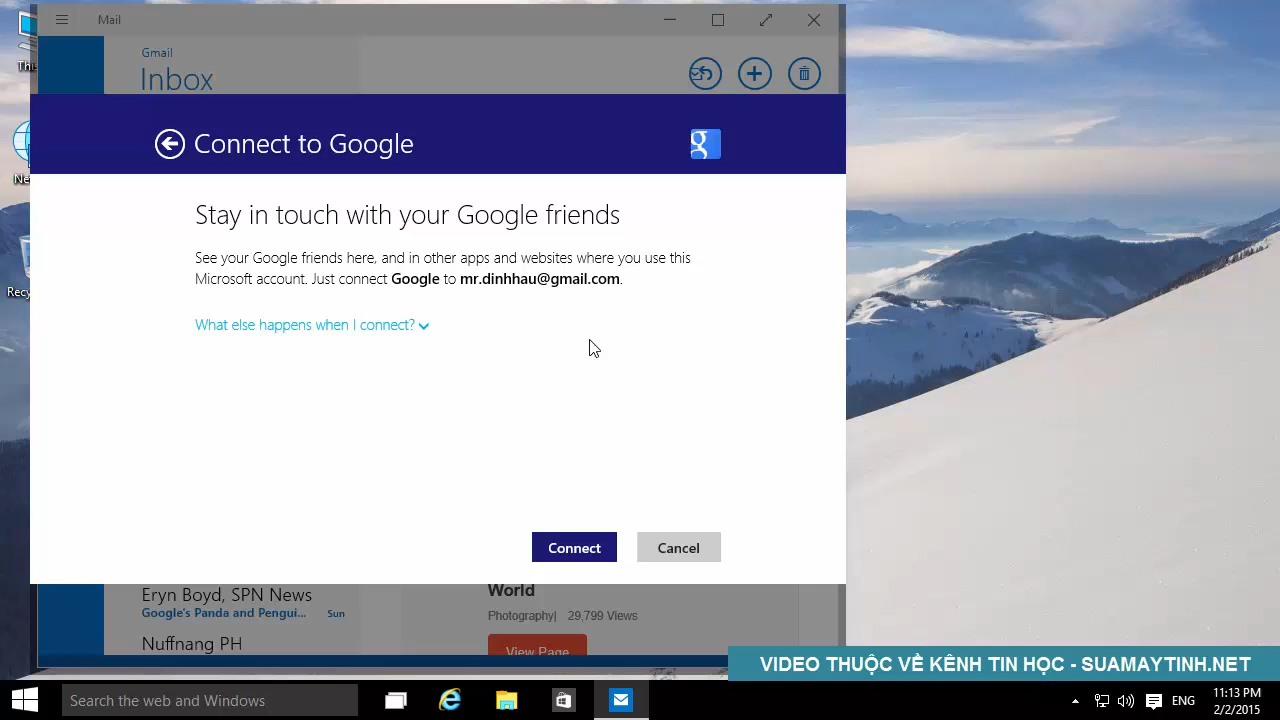 Mail
Gmail
Inbox
Connect to Google
g
Stay in touch with your Google friends
See your Google friends here, and in other apps and websites where you use this
Microsoft account. Just connect Google to mr.dinhhau@gmail.com.
What else happens when I connect?
Connect
Cancel
Eryn Boyd, SPN News
Google's Panda and Pengui...
Sun
Nuffnang PH
World
Photography| 29,799 Views
View Page
VIDEO THUỘC VỀ KÊNH TIN HỌC - SUAMAYTINH.NET
Search the web and Windows
ENG
11:13 PM
2/2/2015